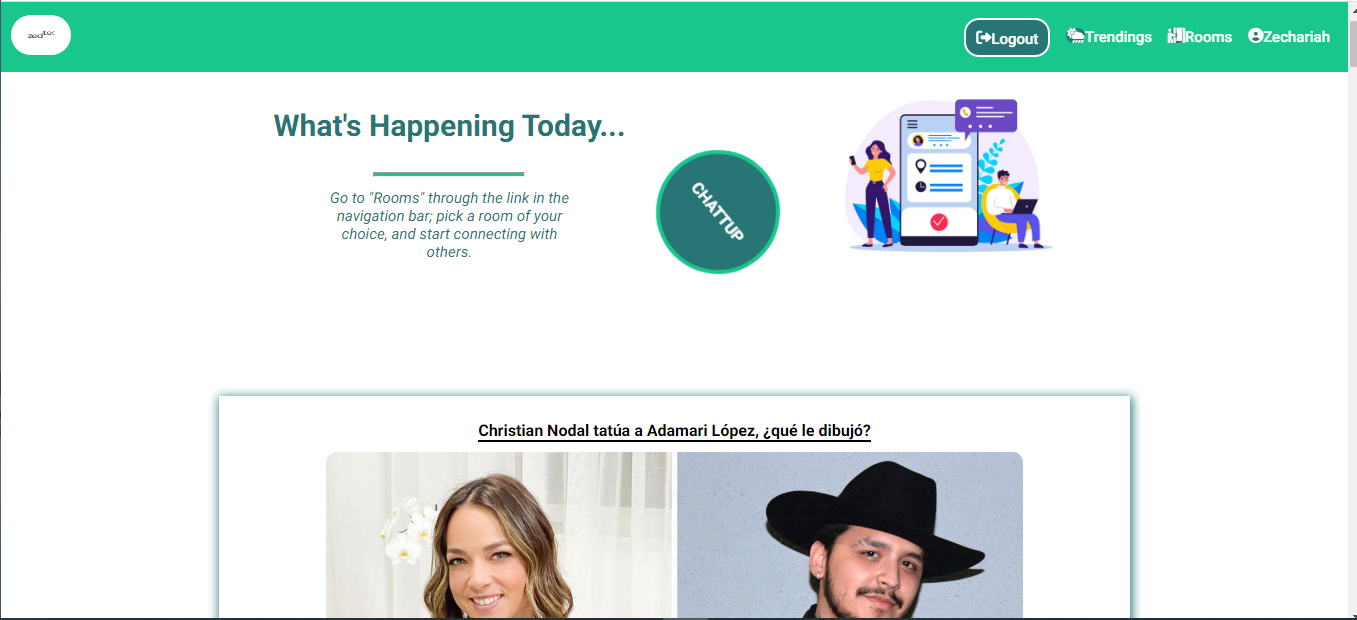 zeditec
Logout
Trendings
Rooms
Zechariah
What's Happening Today...
Go to "Rooms" through the link in the
navigation bar; pick a room of your
choice, and start connecting with
others.
CHATTUP
Christian Nodal tatúa a Adamari López, ¿qué le dibujó?